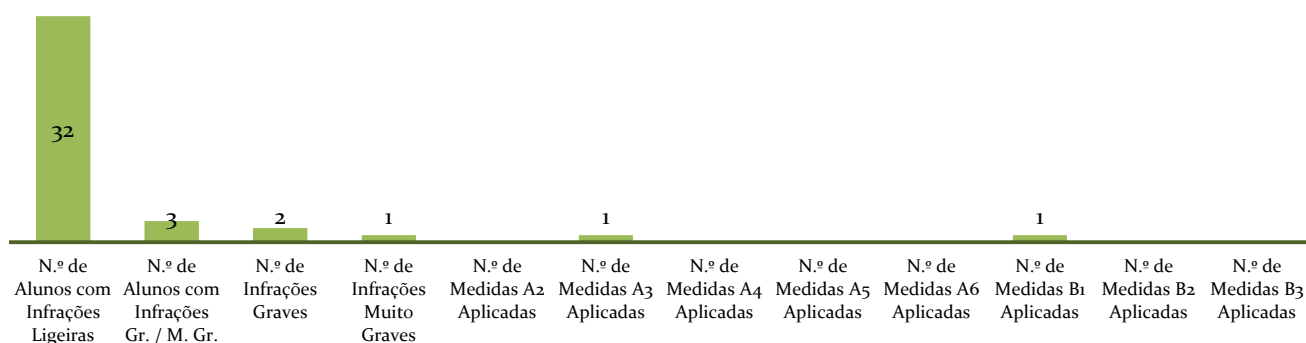 32
3
2
1
1
1
N.º de
Alunos com
Infrações
Ligeiras
N.º de
Alunos com
Infrações
Gr. / M. Gr.
N.º de
Infrações
Graves
N.º de
Infrações
Muito
Graves
N.º de
Medidas A2
Aplicadas
N.º de
Medidas A3
Aplicadas
N.º de
Medidas A4
Aplicadas
N.º de
Medidas A5
Aplicadas
N.º de
Medidas A6
Aplicadas
N.º de
Medidas B1
Aplicadas
N.º de
Medidas B2
Aplicadas
N.º de
Medidas B3
Aplicadas